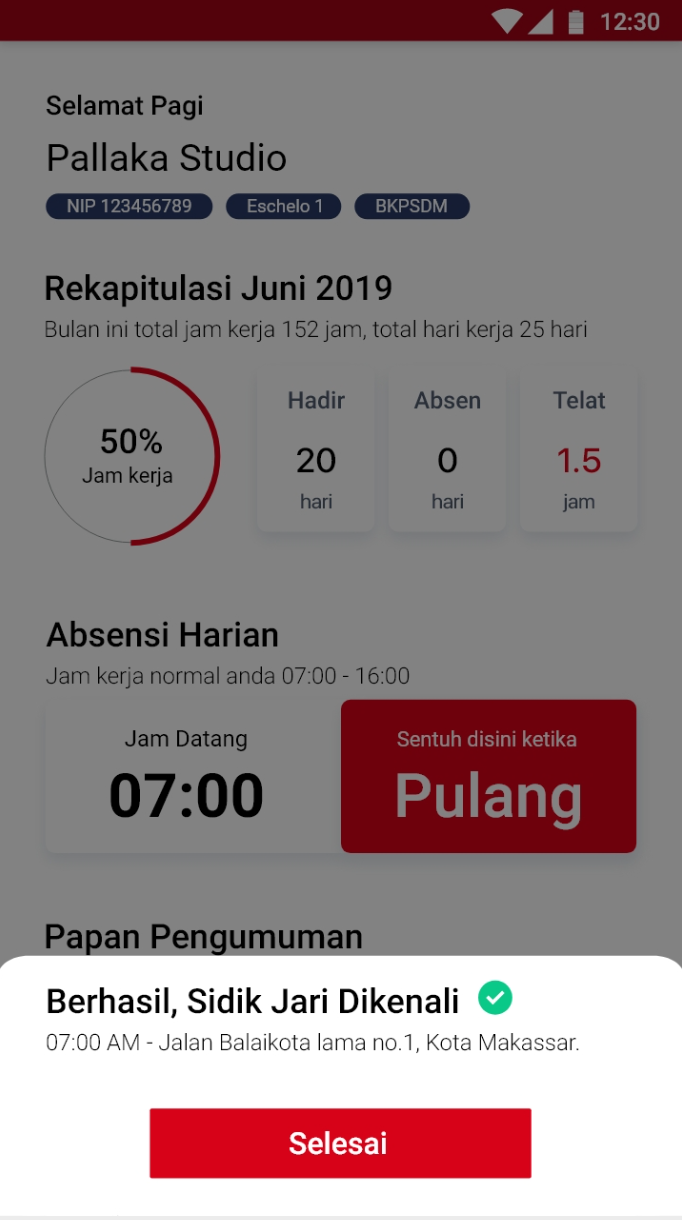 12:30
Selamat Pagi
Pallaka Studio
NIP 123456789 Eschelo 1 BKPSDM
Rekapitulasi Juni 2019
Bulan ini total jam kerja 152 jam, total hari kerja 25 hari
50%
Jam kerja
Hadir
20
hari
Absen
0
hari
Telat
1.5
jam
Absensi Harian
Jam kerja normal anda 07:00 - 16:00
Jam Datang
07:00
Sentuh disini ketika
Pulang
Papan Pengumuman
Berhasil, Sidik Jari Dikenali
07:00 AM - Jalan Balaikota lama no.1, Kota Makassar.
Selesai